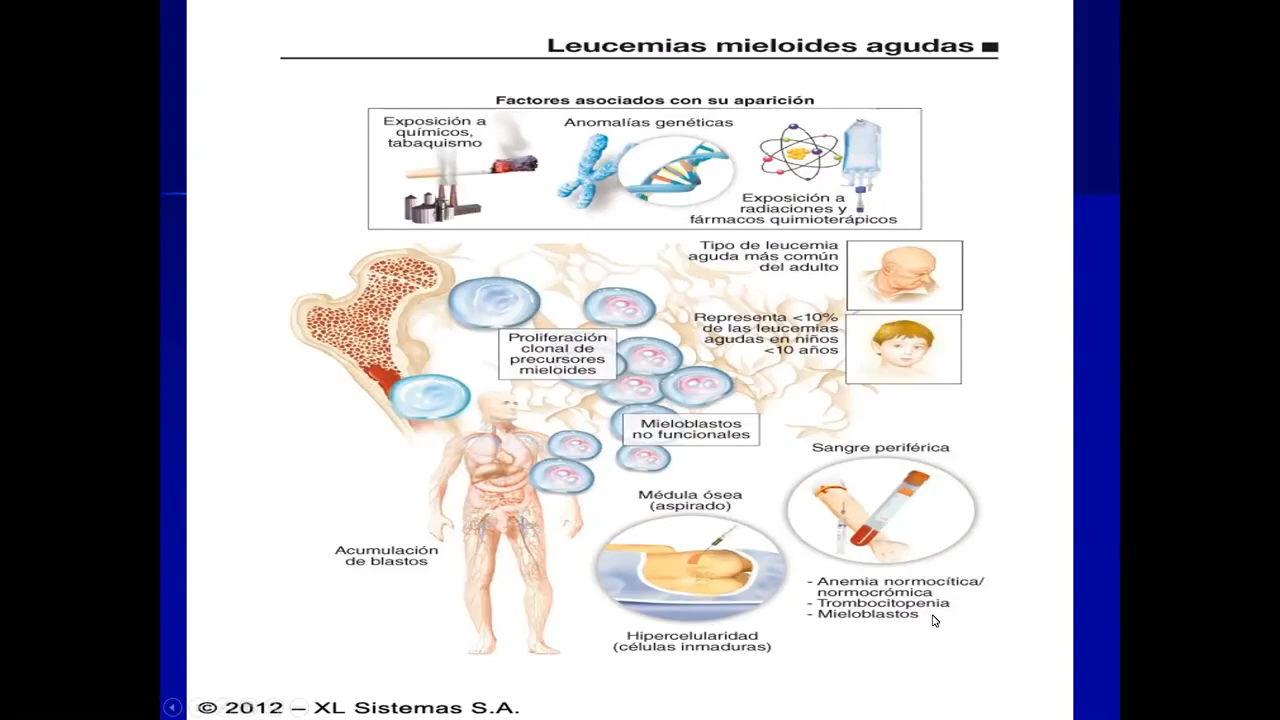 Leucemias mieloides agudas
Factores asociados con su aparición
Exposición a
químicos,
tabaquismo
Anomalías genéticas
Exposición a
radiaciones y
fármacos quimioterápicos
Tipo de leucemia
aguda más común
del adulto
Representa <10%
de las leucemias
agudas en niños
<10 años
Proliferación
clonal de
precursores
mieloides
Mieloblastos
no funcionales
Sangre periférica
Médula ósea
(aspirado)
Acumulación
de blastos
- Anemia normocítica/
normocrómica
- Trombocitopenia
- Mieloblastos
Hipercelularidad
(células inmaduras)
© 2012 – XL Sistemas S.A.